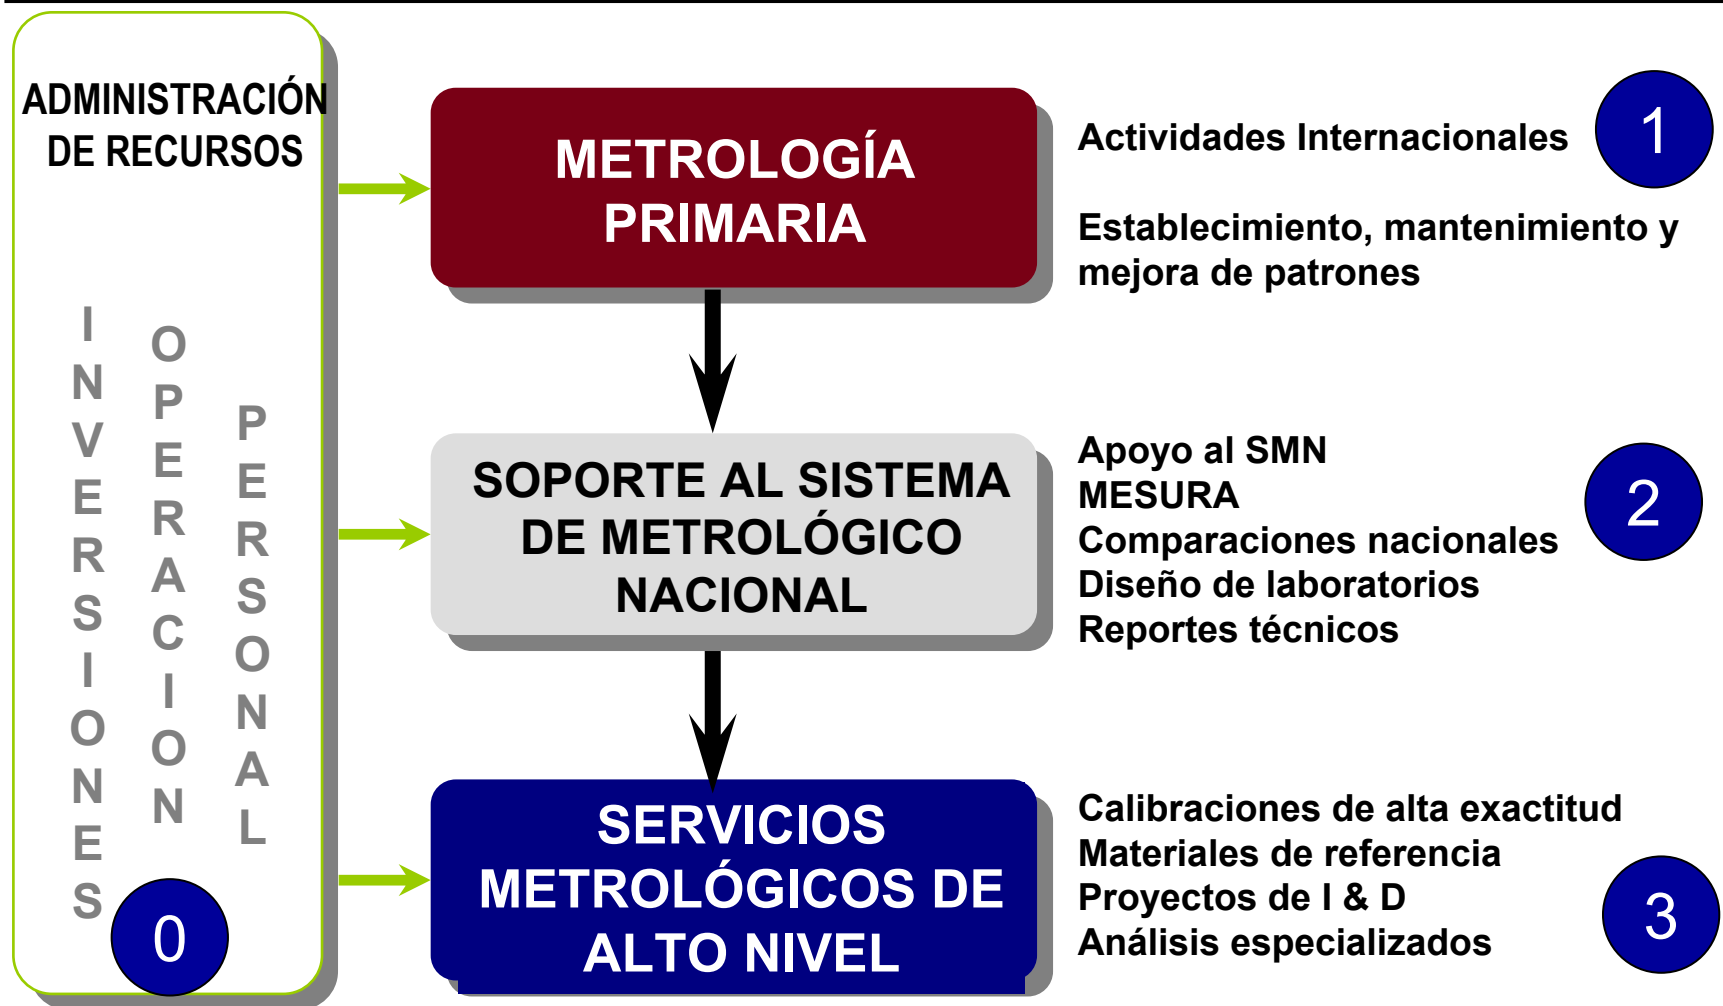 ADMINISTRACIÓN
DE RECURSOS
INVERSIONES
OPERACION
PERSONAL
0
METROLOGÍA
PRIMARIA
Actividades Internacionales
1
Establecimiento, mantenimiento y
mejora de patrones
SOPORTE AL SISTEMA
DE METROLÓGICO
NACIONAL
Apoyo al SMN
MESURA
Comparaciones nacionales
Diseño de laboratorios
Reportes técnicos
2
SERVICIOS
METROLÓGICOS DE
ALTO NIVEL
Calibraciones de alta exactitud
Materiales de referencia
Proyectos de I & D
Análisis especializados
3